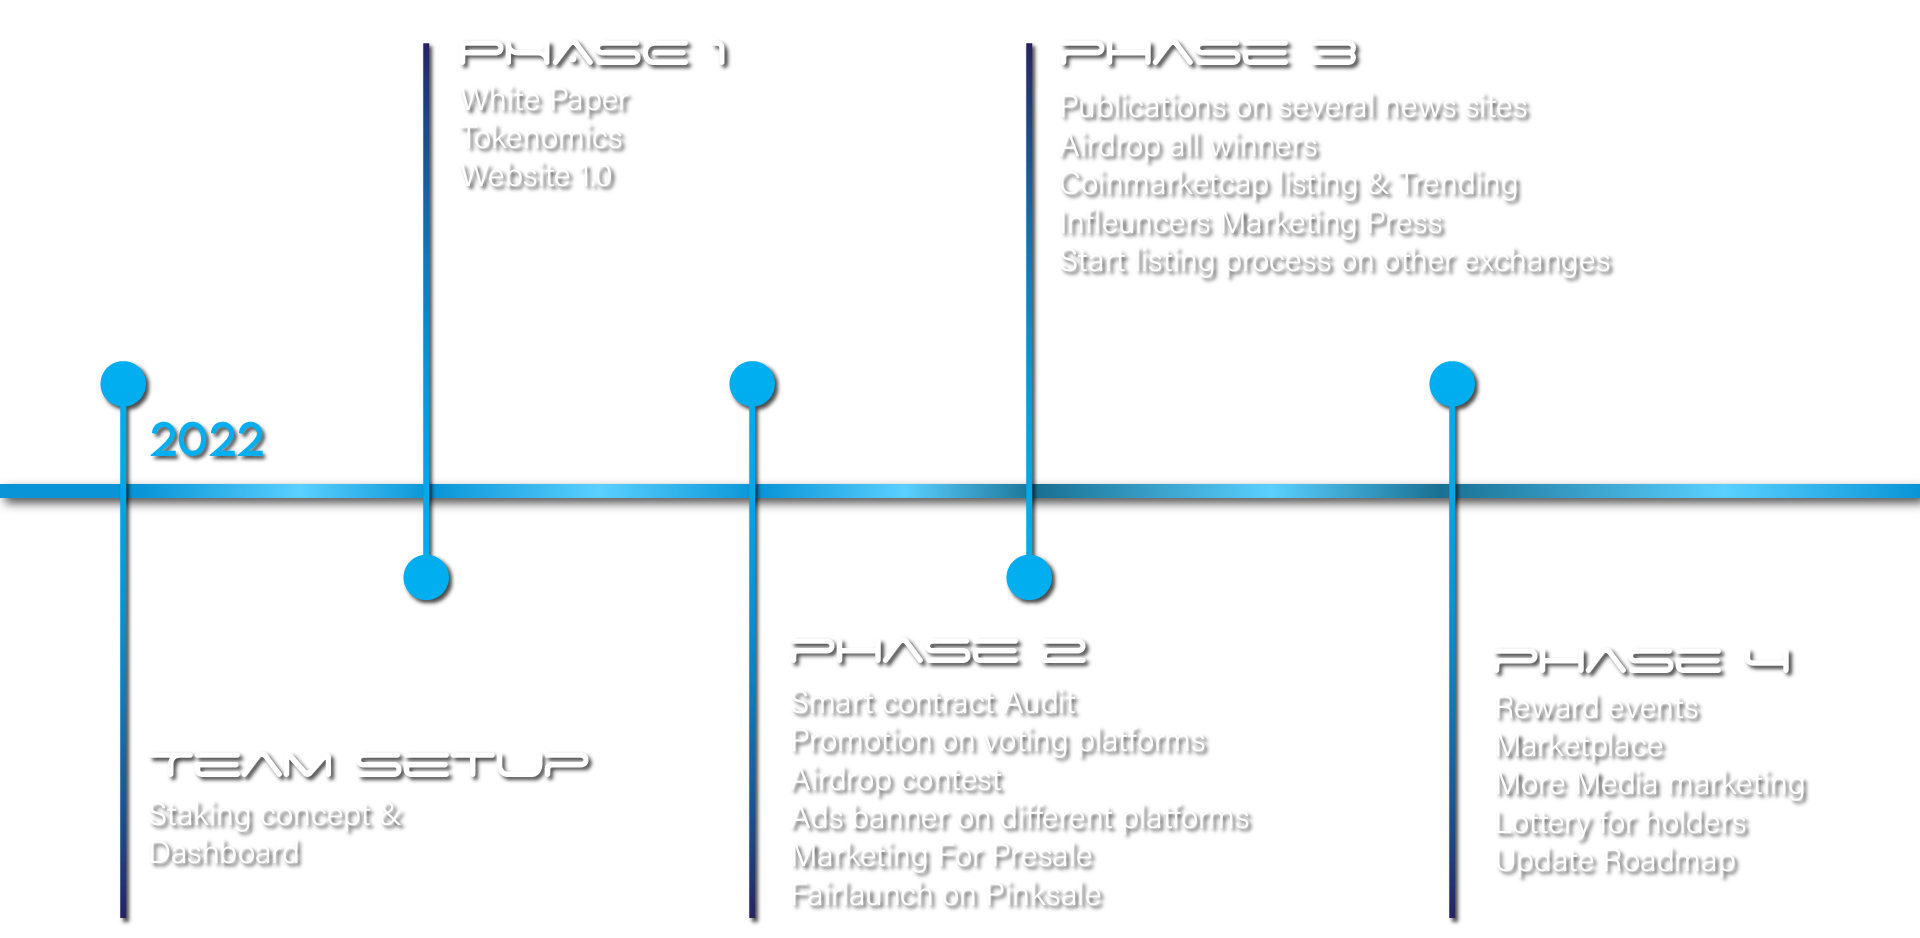 PHASE 1
White Paper
Tokenomics
Website 1.0
PHASE 3
Publications on several news sites
Airdrop all winners
Coinmarketcap listing & Trending
Infleuncers Marketing Press
Start listing process on other exchanges
2022
TEAM SETUP
Staking concept &
Dashboard
PHASE 2
Smart contract Audit
Promotion on voting platforms
Airdrop contest
Ads banner on different platforms
Marketing For Presale
Fairlaunch on Pinksale
PHASE 4
Reward events
Marketplace
More Media marketing
Lottery for holders
Update Roadmap